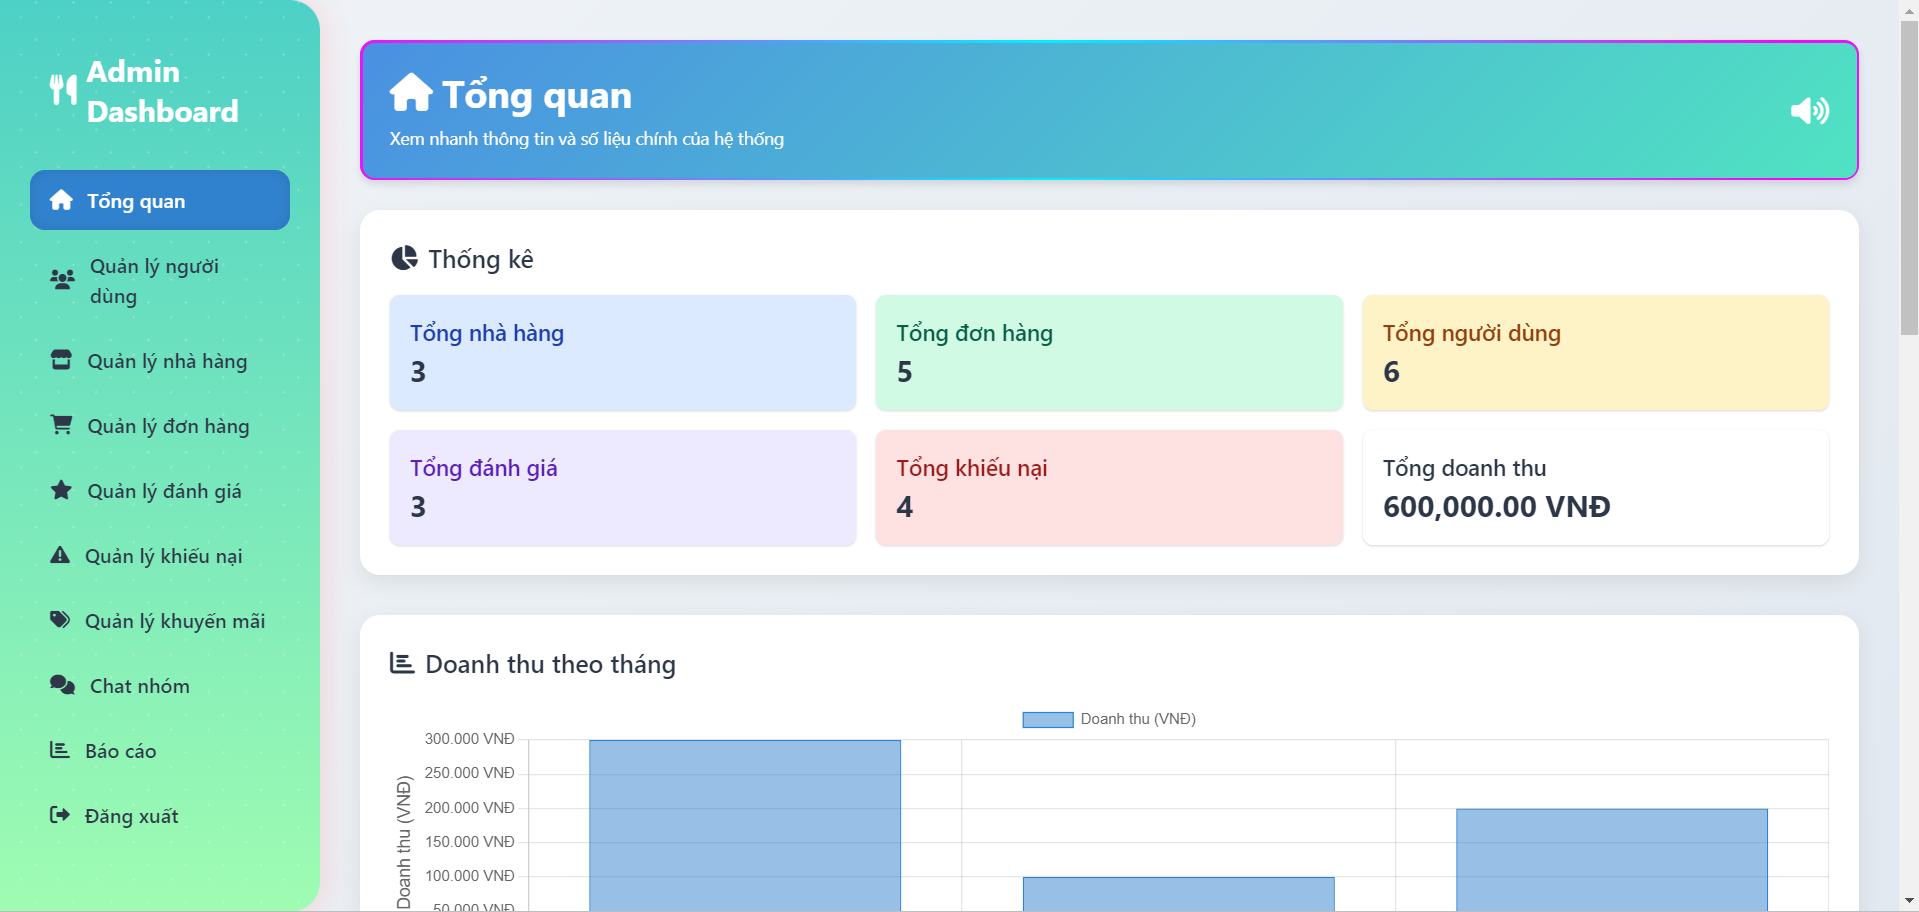 Admin
Dashboard
Tổng quan
Quản lý người
dùng
Quản lý nhà hàng
Quản lý đơn hàng
Quản lý đánh giá
Quản lý khiếu nại
Quản lý khuyến mãi
Chat nhóm
Báo cáo
Đăng xuất
Tổng quan
Xem nhanh thông tin và số liệu chính của hệ thống
Thống kê
Tổng nhà hàng
3
Tổng đơn hàng
5
Tổng người dùng
6
Tổng đánh giá
3
Tổng khiếu nại
4
Tổng doanh thu
600,000.00 VNĐ
Doanh thu theo tháng
Doanh thu (VNĐ)
300.000 VNĐ
250.000 VNĐ
200.000 VNĐ
150.000 VNĐ
100.000 VNĐ
50.000 VNĐ
Doanh thu (VNĐ)